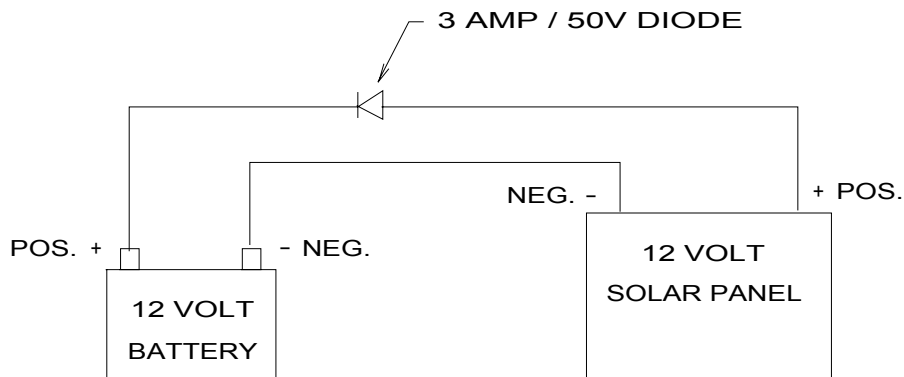 3 AMP / 50V DIODE
NEG. -
+ POS.
POS. +
- NEG.
12 VOLT
SOLAR PANEL
12 VOLT
BATTERY